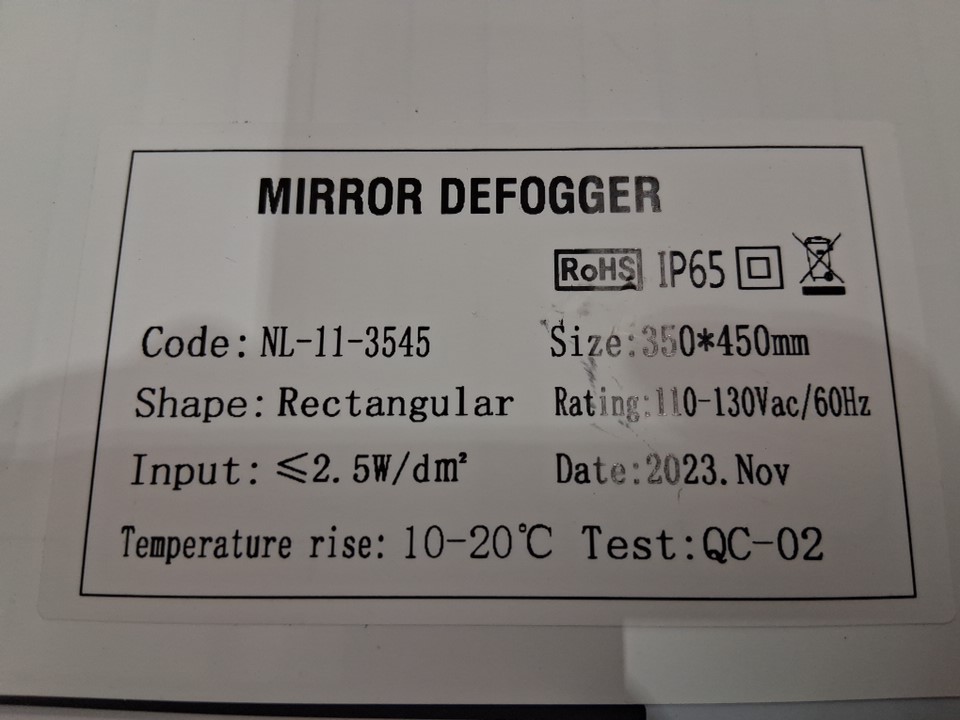 MIRROR DEFOGGER
RoHS IP65
Code: NL-11-3545 Size:350*450mm
Shape: Rectangular Rating:110-130Vac/60Hz
Input: ≤2.5W/dm² Date:2023.Nov
Temperature rise: 10-20℃ Test:QC-02